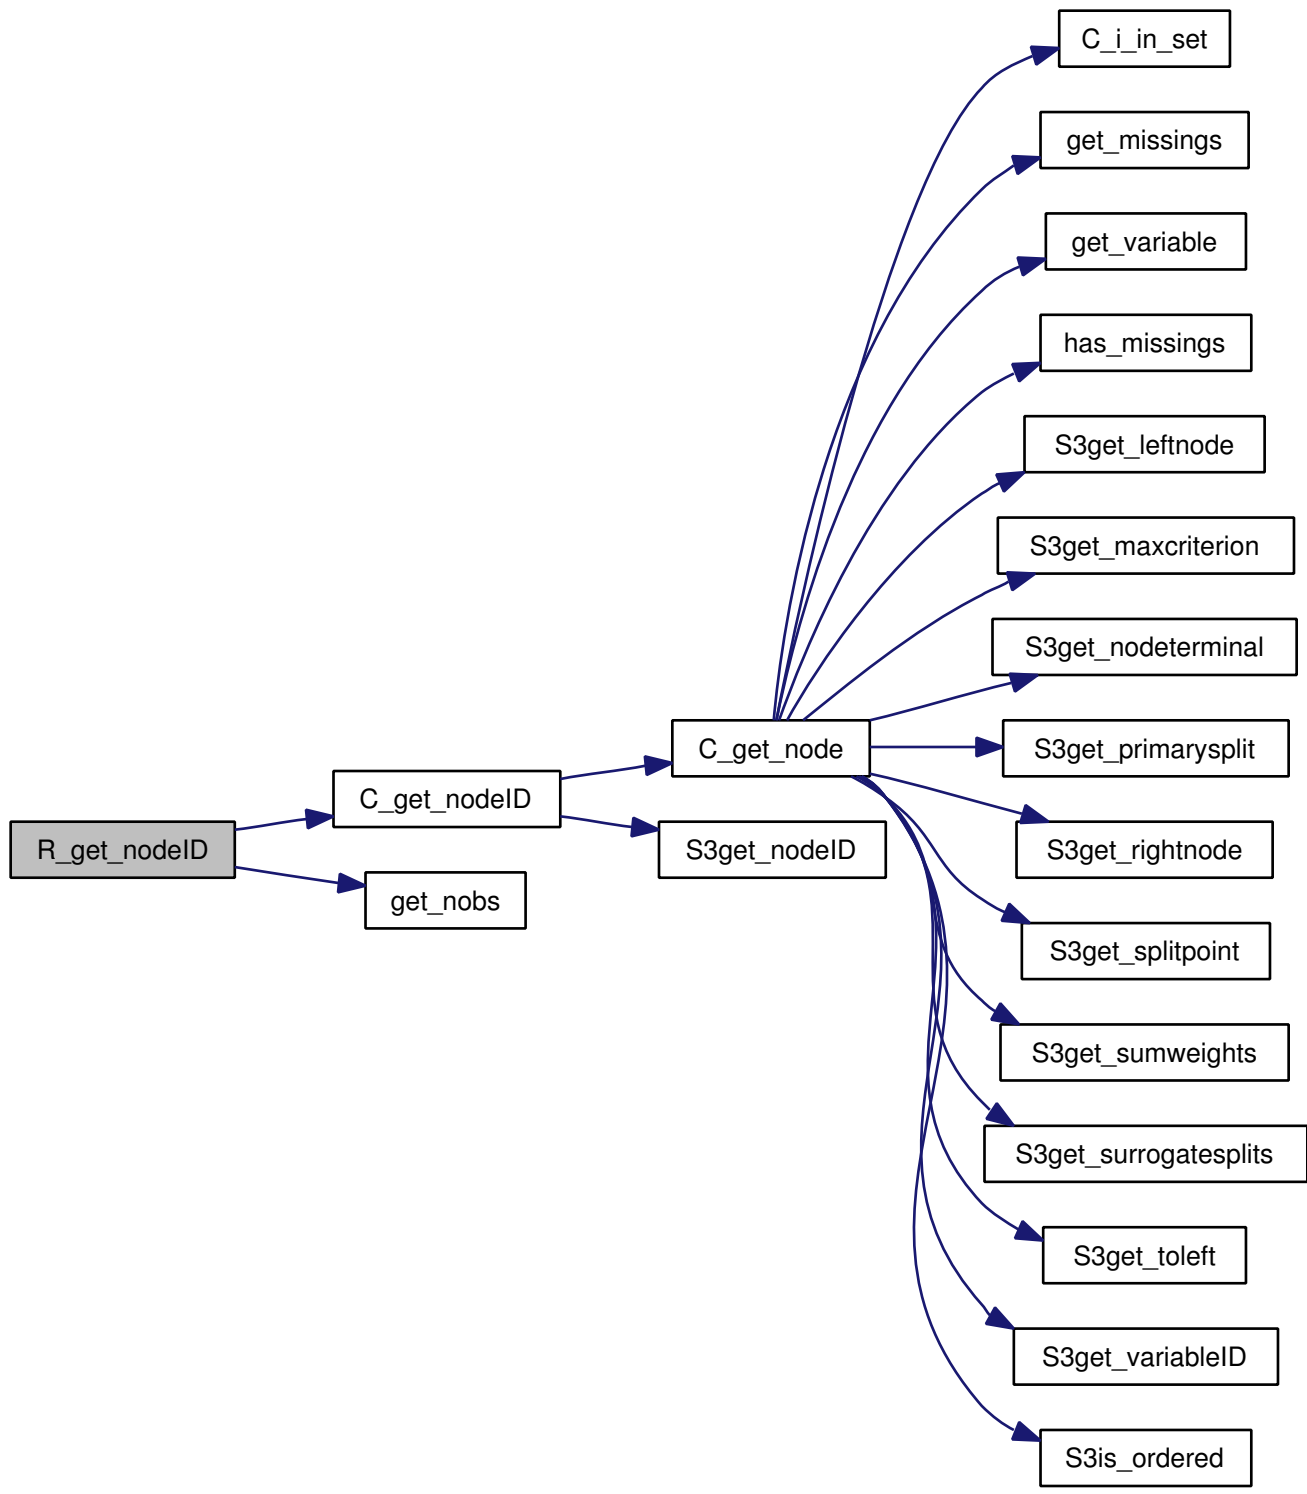 C_i_in_set
get_missings
get_variable
has_missings
S3get_leftnode
S3get_maxcriterion
S3get_nodeterminal
C_get_node
S3get_primarysplit
C_get_nodeID
R_get_nodeID
S3get_nodeID
S3get_rightnode
get_nobs
S3get_splitpoint
S3get_sumweights
S3get_surrogatesplits
S3get_toleft
S3get_variableID
S3is_ordered